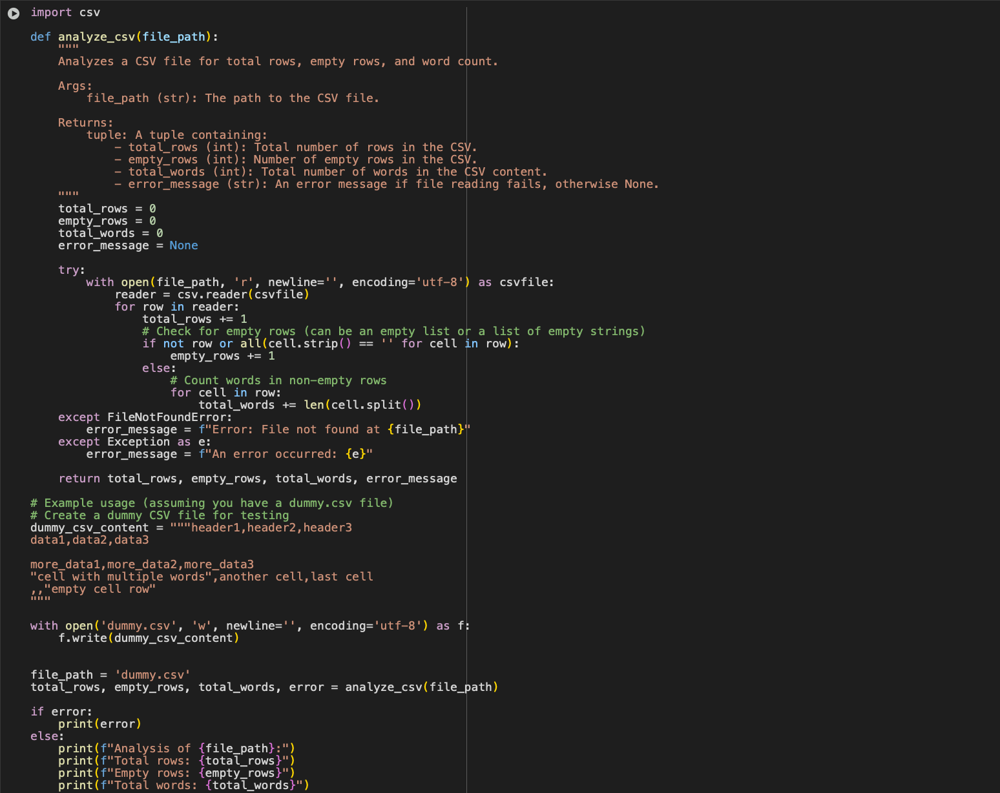 import csv
def analyze_csv(file_path):
"""
Analyzes a CSV file for total rows, empty rows, and word count.
Args:
file_path (str): The path to the CSV file.
Returns:
tuple: A tuple containing:
- total_rows (int): Total number of rows in the CSV.
- empty_rows (int): Number of empty rows in the CSV.
- total_words (int): Total number of words in the CSV content.
- error_message (str): An error message if file reading fails, otherwise None.
"""
total_rows = 0
empty_rows = 0
total_words = 0
error_message = None
try:
with open(file_path, 'r', newline='', encoding='utf-8') as csvfile:
reader = csv.reader(csvfile)
for row in reader:
total_rows += 1
# Check for empty rows (can be an empty list or a list of empty strings)
if not row or all(cell.strip() == '' for cell in row):
empty_rows += 1
else:
# Count words in non-empty rows
for cell in row:
total_words += len(cell.split())
except FileNotFoundError:
error_message = f"Error: File not found at {file_path}"
except Exception as e:
error_message = f"An error occurred: {e}"
return total_rows, empty_rows, total_words, error_message
# Example usage (assuming you have a dummy.csv file)
# Create a dummy CSV file for testing
dummy_csv_content = """header1,header2,header3
data1,data2,data3
more_data1,more_data2,more_data3
"cell with multiple words",another cell,last cell
,,"empty cell row"
"""
with open('dummy.csv', 'w', newline='', encoding='utf-8') as f:
f.write(dummy_csv_content)
file_path = 'dummy.csv'
total_rows, empty_rows, total_words, error = analyze_csv(file_path)
if error:
print(error)
else:
print(f"Analysis of {file_path}:")
print(f"Total rows: {total_rows}")
print(f"Empty rows: {empty_rows}")
print(f"Total words: {total_words}")